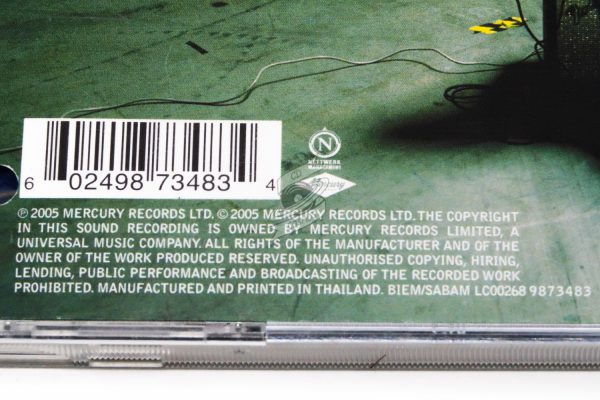 N
NETTWERK
MANAGEMENT
6 02498 73483 4
Mercury
℗ 2005 MERCURY RECORDS LTD. © 2005 MERCURY RECORDS LTD. THE COPYRIGHT
IN THIS SOUND RECORDING IS OWNED BY MERCURY RECORDS LIMITED, A
UNIVERSAL MUSIC COMPANY. ALL RIGHTS OF THE MANUFACTURER AND OF THE
OWNER OF THE WORK PRODUCED RESERVED. UNAUTHORISED COPYING, HIRING,
LENDING, PUBLIC PERFORMANCE AND BROADCASTING OF THE RECORDED WORK
PROHIBITED. MANUFACTURED AND PRINTED IN THAILAND. BIEM/SABAM LC00268 9873483